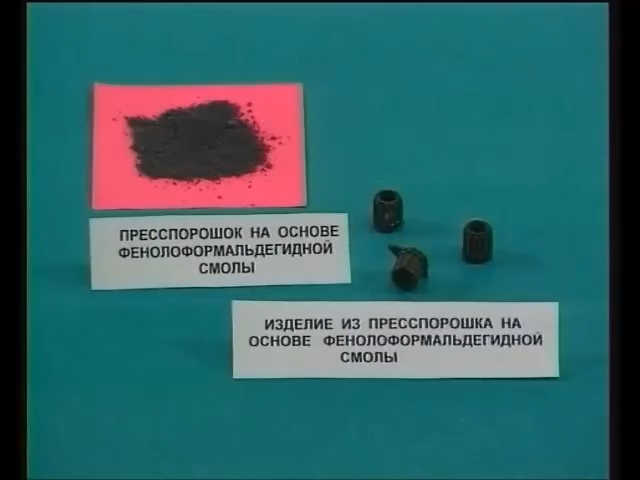 ПРЕССПОРОШОК НА ОСНОВЕ
ФЕНОЛОФОРМАЛЬДЕГИДНОЙ
СМОЛЫ
ИЗДЕЛИЕ ИЗ ПРЕССПОРОШКА НА
ОСНОВЕ ФЕНОЛОФОРМАЛЬДЕГИДНОЙ
СМОЛЫ